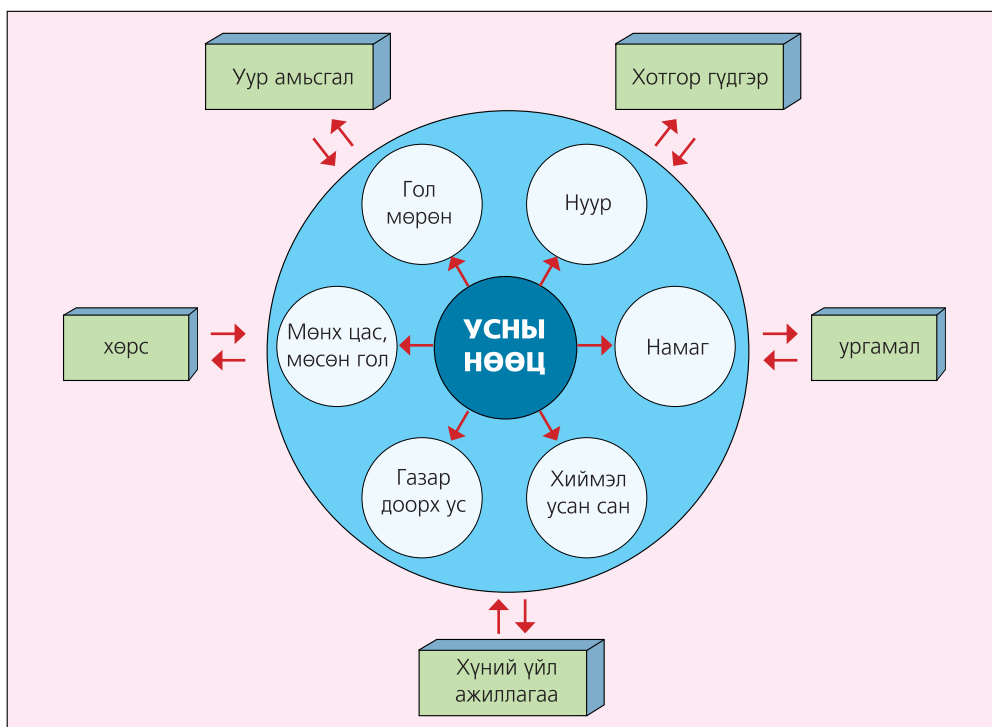 Уур амьсгал
Хотгор гүдгэр
Гол
мөрөн
Нуур
хөрс
Мөнх цас,
мөсөн гол
УСНЫ
НӨӨЦ
Намаг
ургамал
Газар
доорх ус
Хиймэл
усан сан
Хүний үйл
ажиллагаа